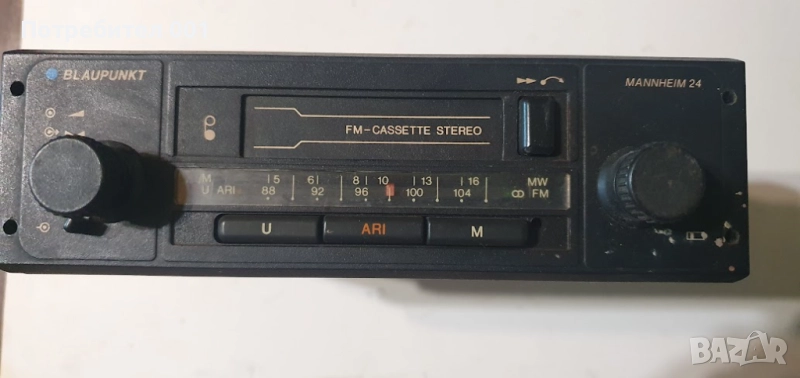 BLAUPUNKT
MANNHEIM 24
FM-CASSETTE STEREO
M 5 6 8 10 13 16 MW
U ARI 88 92 96 100 104 FM
U ARI M
BAZAR